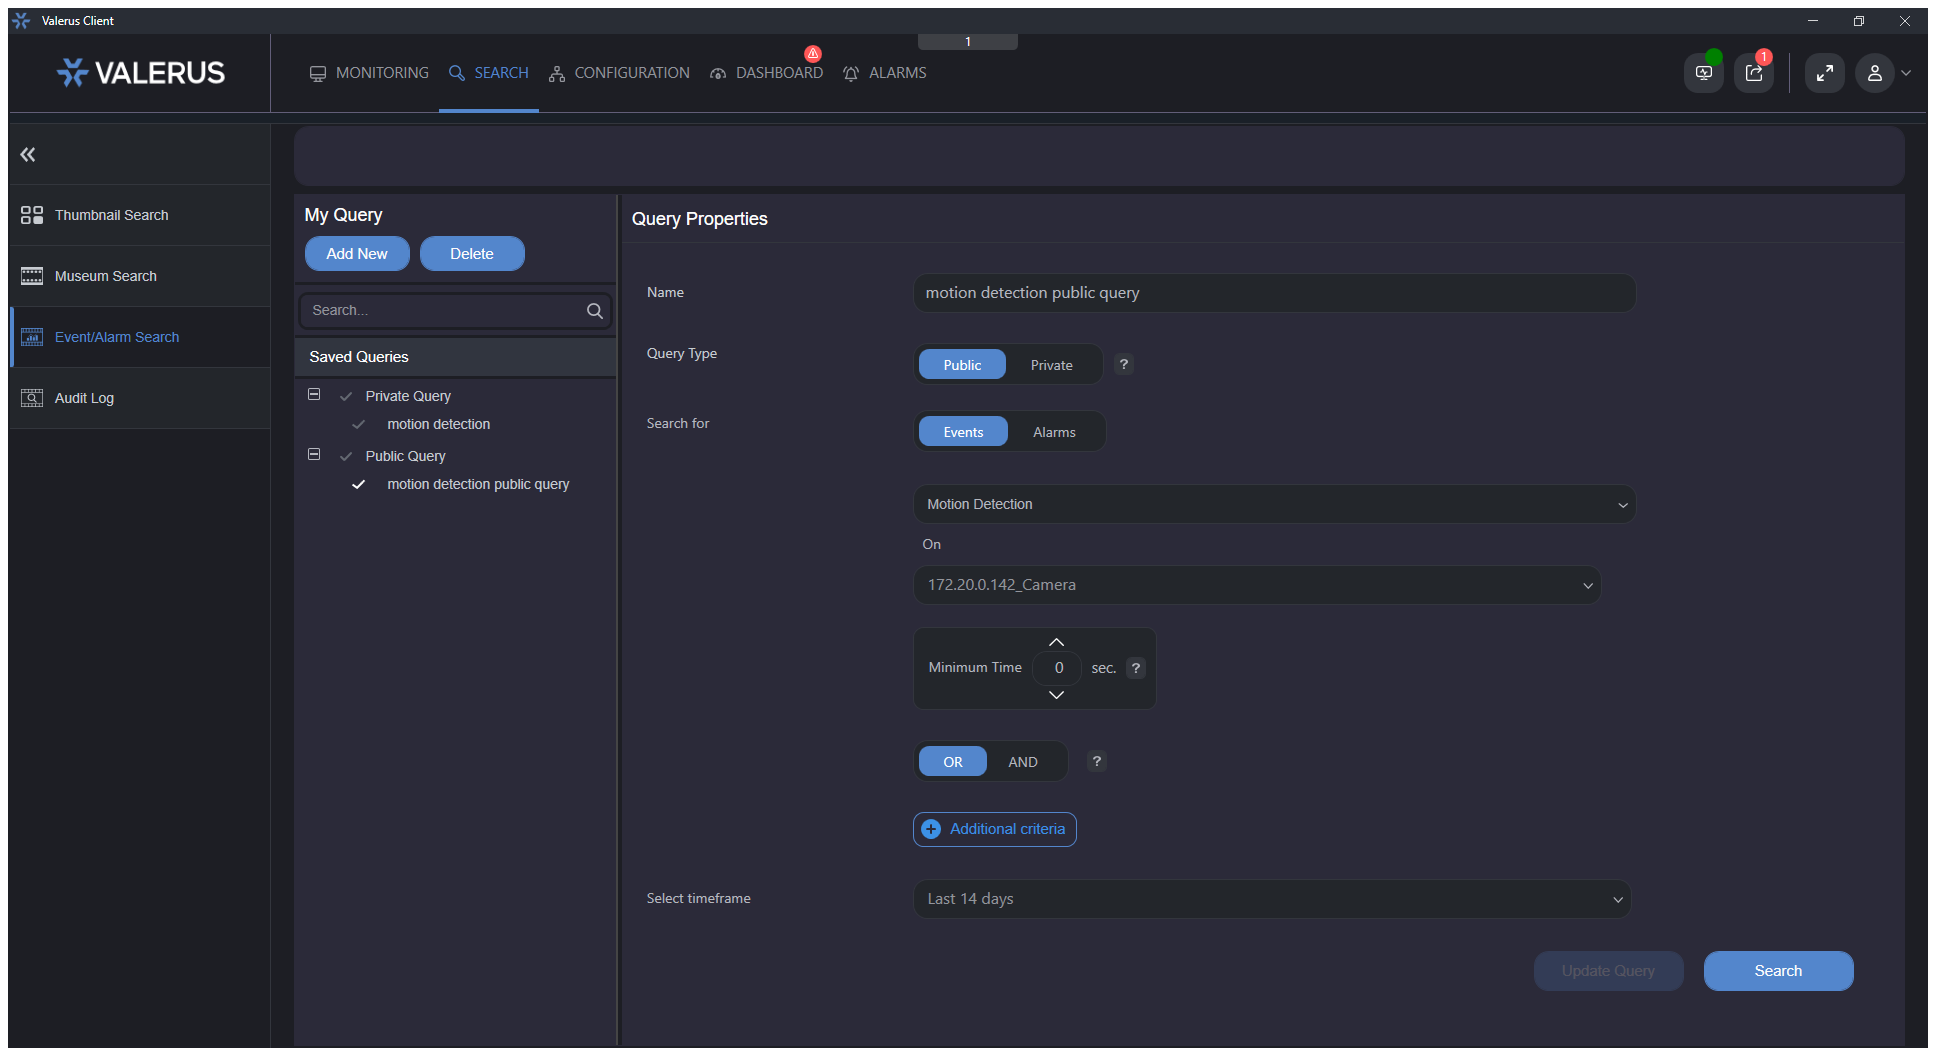 Valerus Client
1
VALERUS
MONITORING
SEARCH
CONFIGURATION
DASHBOARD
ALARMS
1
Thumbnail Search
Museum Search
Event/Alarm Search
Audit Log
My Query
Add New
Delete
Search...
Saved Queries
Private Query
motion detection
Public Query
motion detection public query
Query Properties
Name
motion detection public query
Query Type
Public
Private
?
Search for
Events
Alarms
Motion Detection
On
172.20.0.142_Camera
Minimum Time
0
sec.
?
OR
AND
?
Additional criteria
Select timeframe
Last 14 days
Update Query
Search